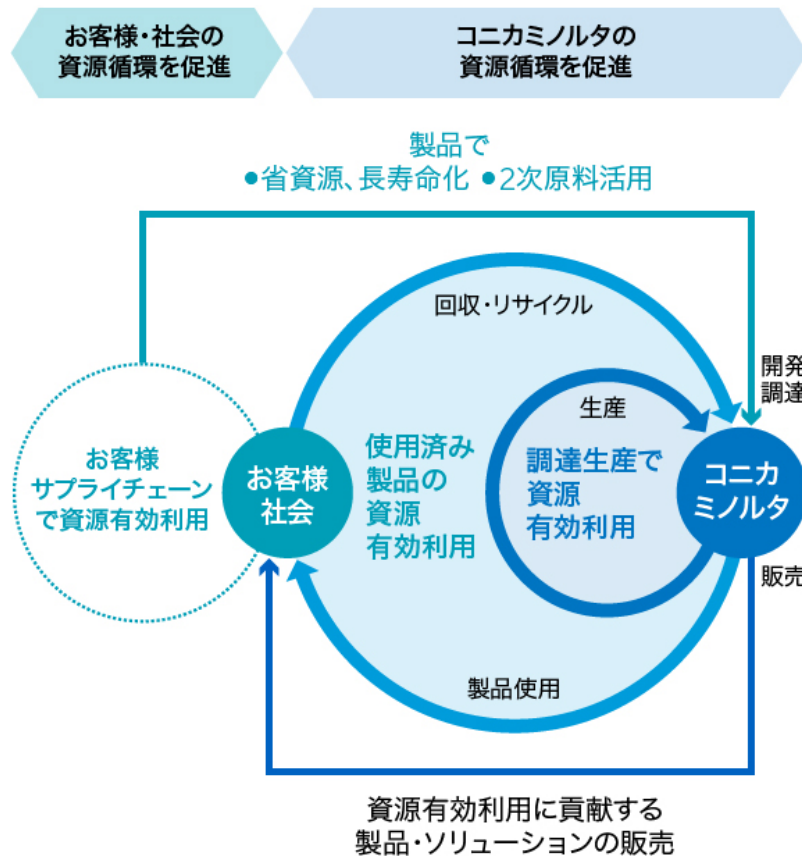 お客様・社会の
資源循環を促進
コニカミノルタの
資源循環を促進
製品で
●省資源、長寿命化 ●2次原料活用
回収・リサイクル
開発
調達
生産
お客様
サプライチェーン
で資源有効利用
お客様
社会
使用済み
製品の
資源
有効利用
調達生産で
資源
有効利用
コニカ
ミノルタ
販売
製品使用
資源有効利用に貢献する
製品・ソリューションの販売